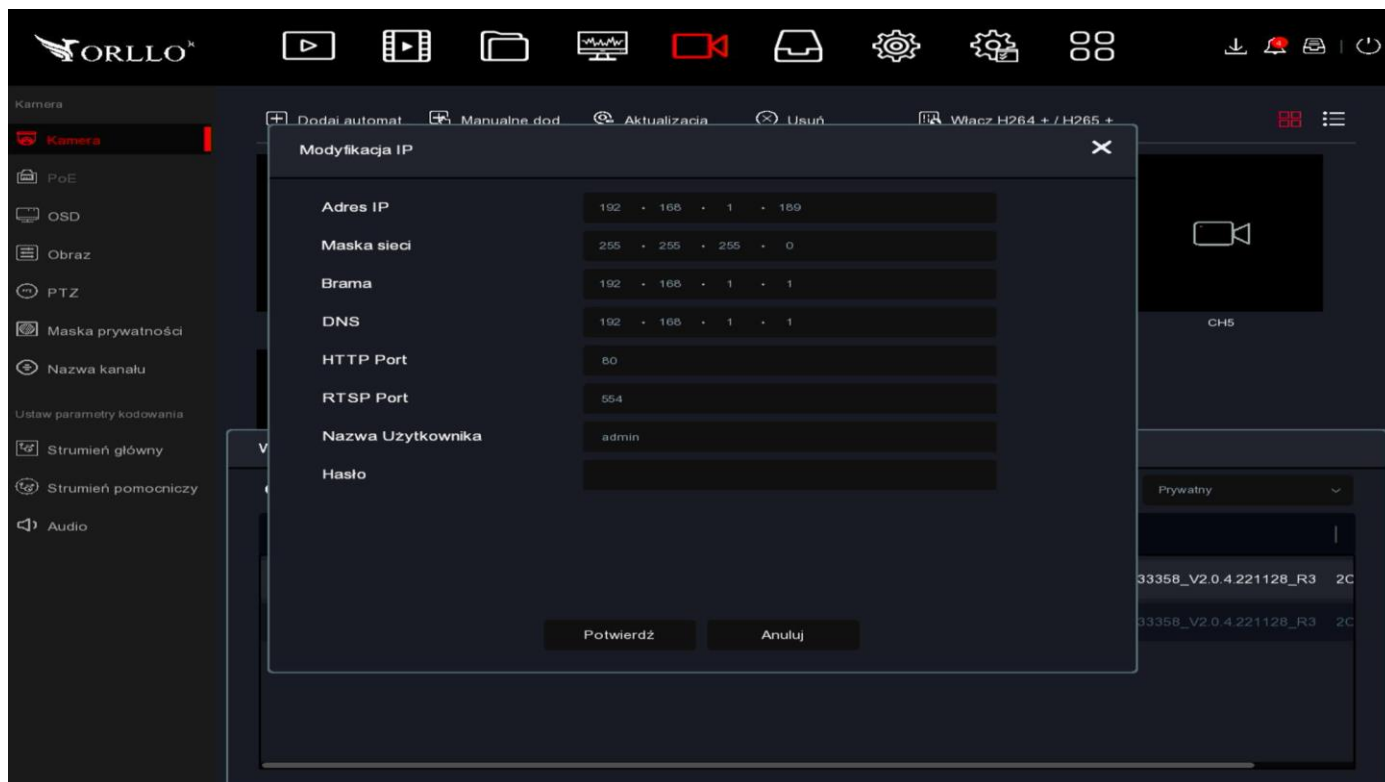 ORLLO
Kamera
Kamera
PoE
OSD
Obraz
PTZ
Maska prywatności
Nazwa kanału
Ustaw parametry kodowania
Strumień główny
Strumień pomocniczy
Audio
Dodaj automat Manualne dod Aktualizacja Usuń Włacz H264 + / H265 +
Modyfikacja IP
Adres IP 192 . 168 . 1 . 189
Maska sieci 255 . 255 . 255 . 0
Brama 192 . 168 . 1 . 1
DNS 192 . 168 . 1 . 1
HTTP Port 80
RTSP Port 554
Nazwa Użytkownika admin
Hasło
Potwierdź Anuluj
CH5
Prywatny
33358_V2.0.4.221128_R3 2C
33358_V2.0.4.221128_R3 2C